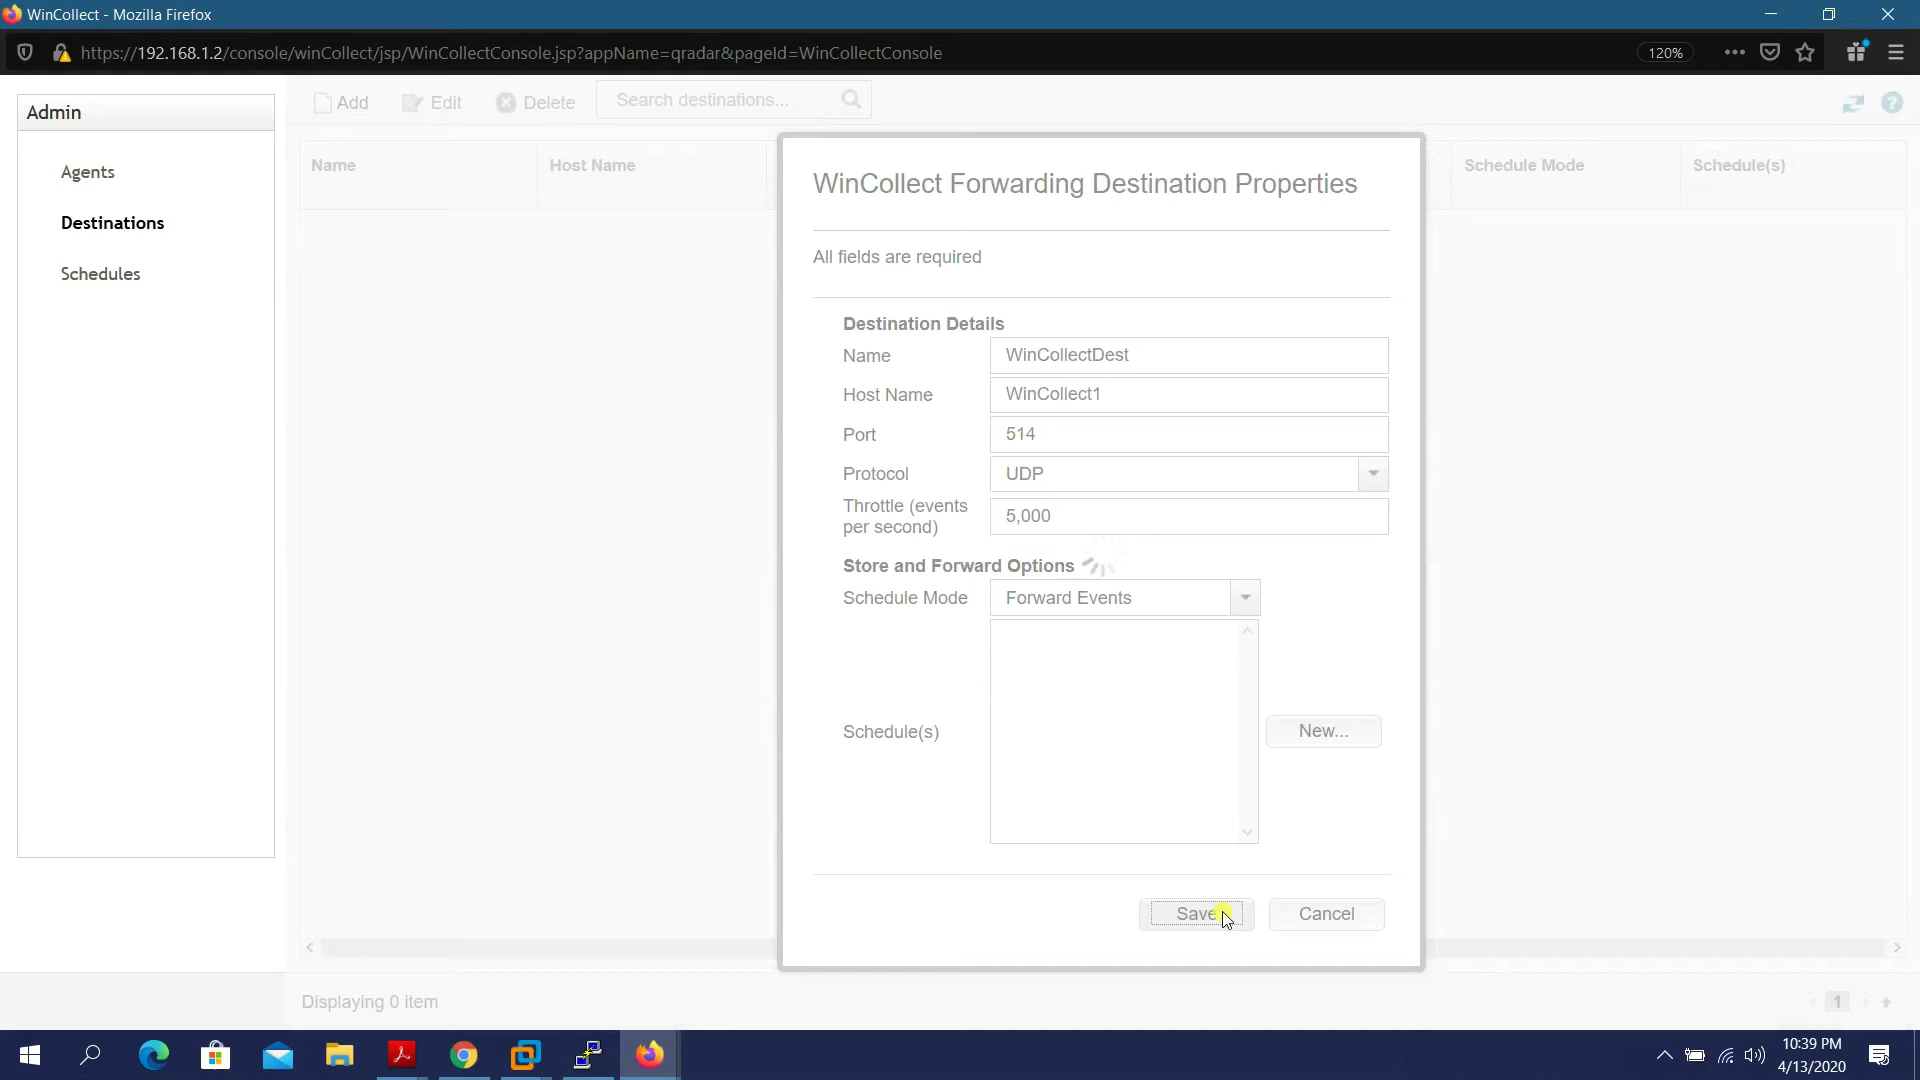 WinCollect - Mozilla Firefox
https://192.168.1.2/console/winCollect/jsp/WinCollectConsole.jsp?appName=qradar&pageId=WinCollectConsole
120%
Admin
Agents
Destinations
Schedules
Add
Edit
Delete
Search destinations...
Name
Host Name
Schedule Mode
Schedule(s)
WinCollect Forwarding Destination Properties
All fields are required
Destination Details
Name
WinCollectDest
Host Name
WinCollect1
Port
514
Protocol
UDP
Throttle (events
per second)
5,000
Store and Forward Options
Schedule Mode
Forward Events
Schedule(s)
New...
Save
Cancel
Displaying 0 item
1
10:39 PM
4/13/2020